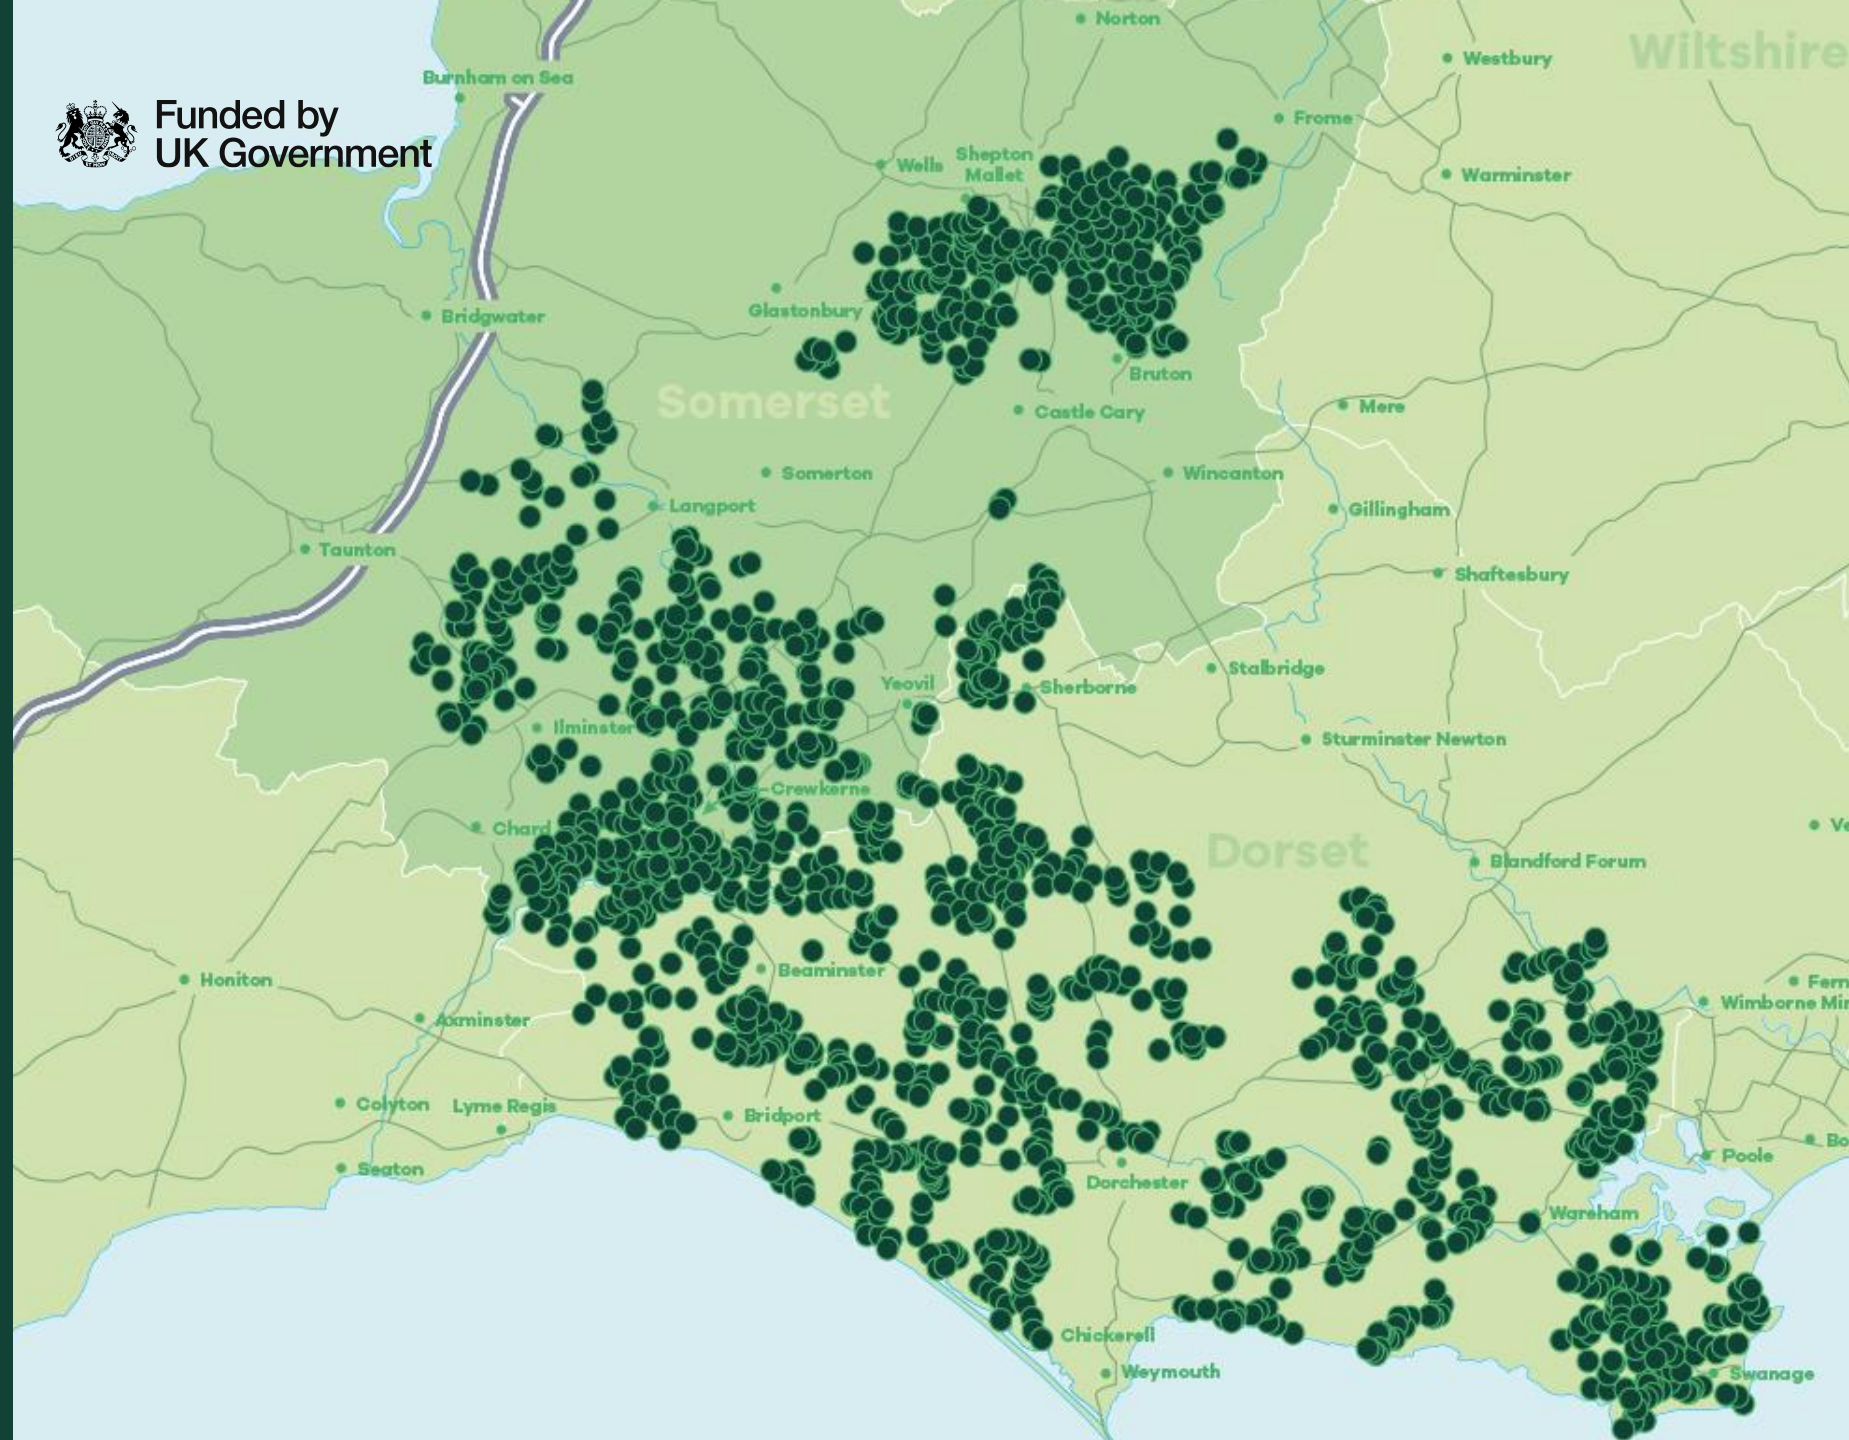 Norton
Wiltshire
Westbury
Burnham on Sea
Funded by
UK Government
Frome
Shepton
Mallet
Wells
Warminster
Glastonbury
Bridgwater
Bruton
Somerset
Castle Cary
Mere
Somerton
Wincanton
Langport
Gillingham
Taunton
Shaftesbury
Stalbridge
Yeovil
Sherborne
Ilminster
Sturminster Newton
Crewkerne
Chard
Dorset
Blandford Forum
Beaminster
Honiton
Wimborne
Axminster
Colyton
Lyme Regis
Bridport
Poole
Seaton
Dorchester
Wareham
Chickerell
Weymouth
Swanage